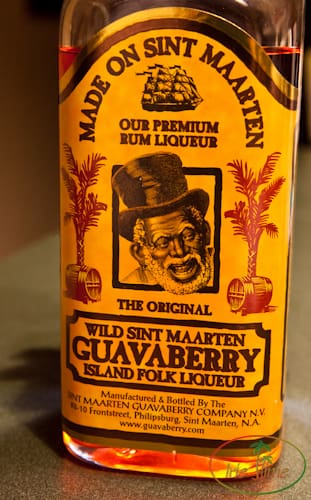 MADE ON SINT MAARTEN
OUR PREMIUM
RUM LIQUEUR
THE ORIGINAL
WILD SINT MAARTEN
GUAVABERRY
ISLAND FOLK LIQUEUR
Manufactured & Bottled By The
SINT MAARTEN GUAVABERRY COMPANY N.V.
8-10 Frontstreet, Philipsburg, Sint Maarten, N.A.
www.guavaberry.com